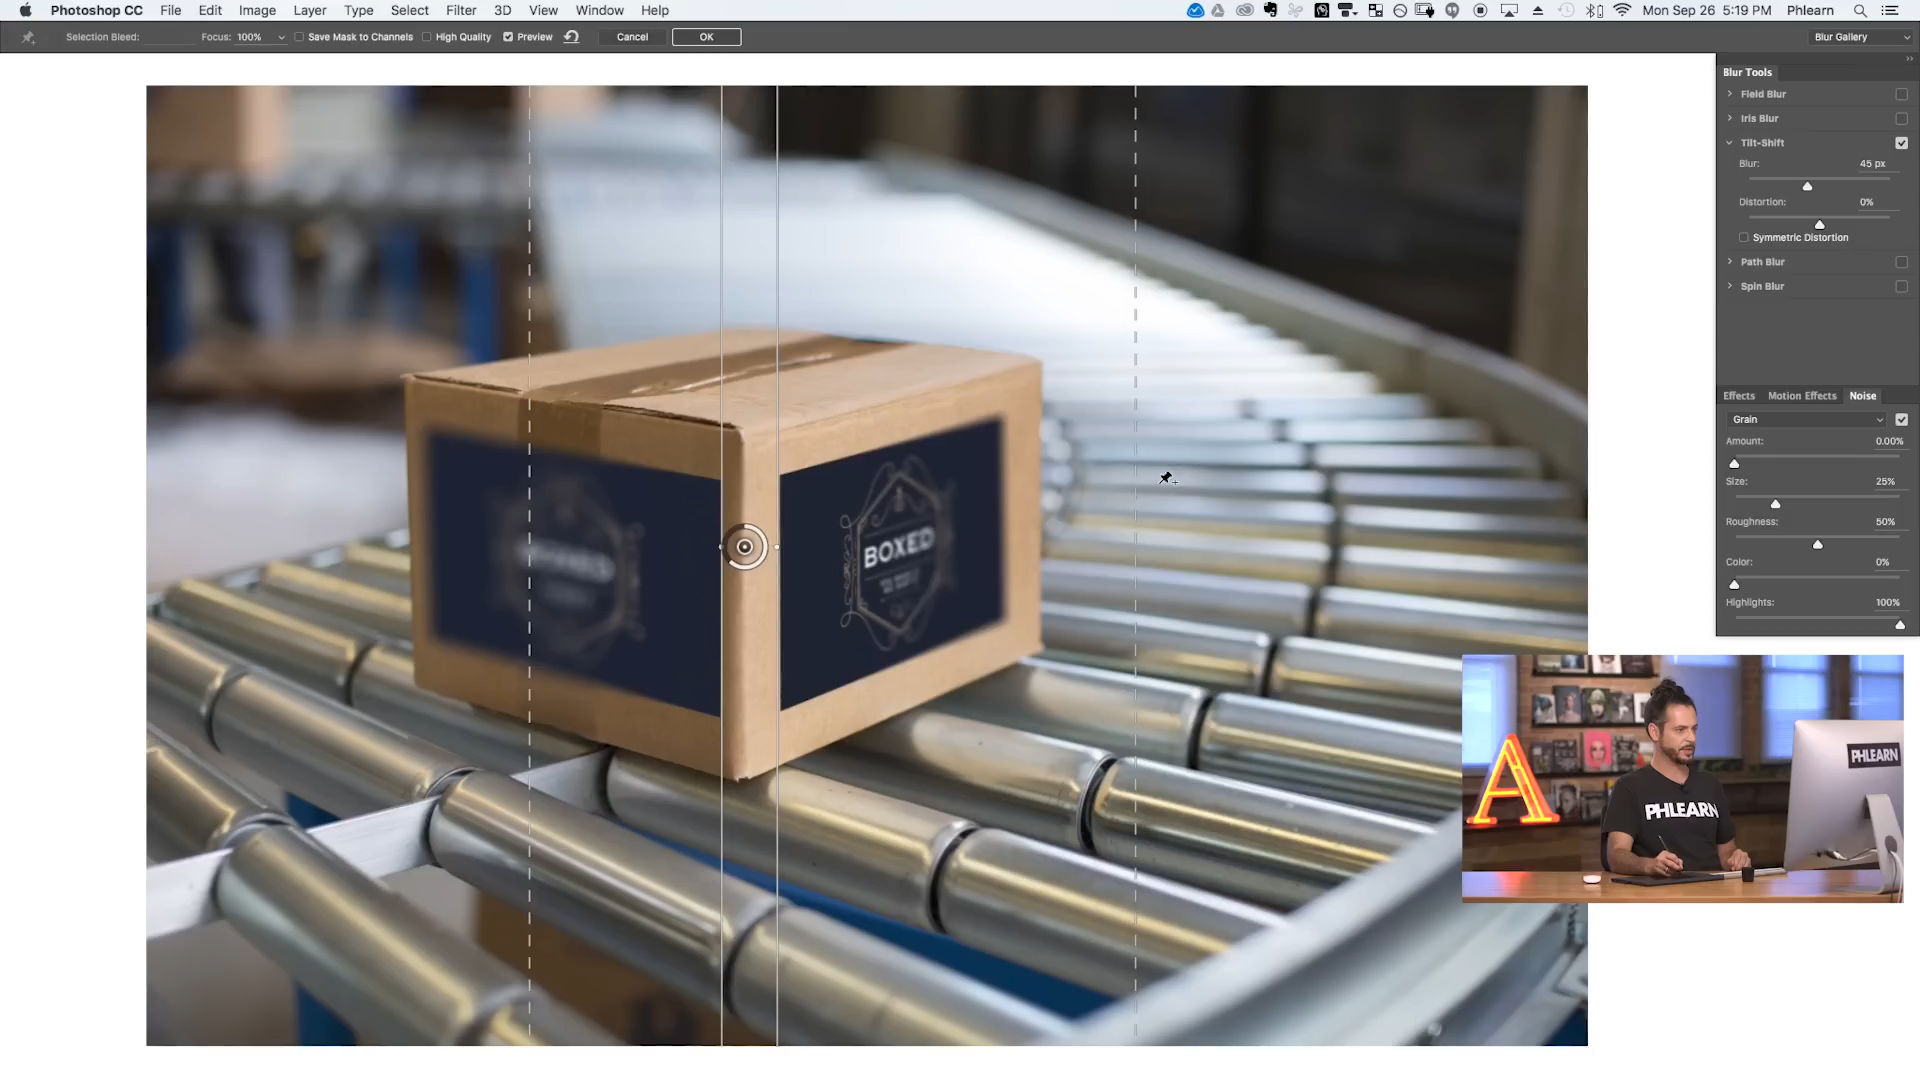 Photoshop CC File Edit Image Layer Type Select Filter 3D View Window Help Mon Sep 26 5:19 PM Phlearn
Selection Bleed: Focus: 100% Save Mask to Channels High Quality Preview Cancel OK Blur Gallery
Blur Tools
Field Blur
Iris Blur
Tilt-Shift
Blur: 45 px
Distortion: 0%
Symmetric Distortion
Path Blur
Spin Blur
Effects Motion Effects Noise
Grain
Amount: 0.00%
Size: 25%
Roughness: 50%
Color: 0%
Highlights: 100%
BOXED
PHLEARN
PHLEARN
A